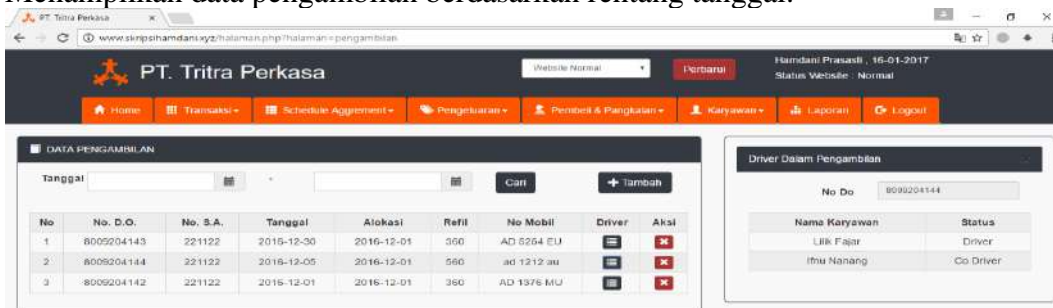 Menampilkan data pengambilan berdasarkan rentang tanggal.
PT. Tritra Perkasa
www.skripsihamdani.xyz/halaman.php?halaman=pengambilan
PT. Tritra Perkasa
Website Normal
Perbarui
Hamdani Prasasti , 16-01-2017
Status Website : Normal
Home Transaksi Schedule Aggrement Pengeluaran Pembeli & Pangkalan Karyawan Laporan Logout
DATA PENGAMBILAN
Tanggal - Cari + Tambah
No No. D.O. No. S.A. Tanggal Alokasi Refil No Mobil Driver Aksi
1 8009204143 221122 2016-12-30 2016-12-01 360 AD 5264 EU
2 8009204144 221122 2016-12-05 2016-12-01 560 ad 1212 au
3 8009204142 221122 2016-12-01 2016-12-01 360 AD 1376 MU
Driver Dalam Pengambilan
No Do 8009204144
Nama Karyawan Status
Lilik Fajar Driver
Ifnu Nanang Co Driver